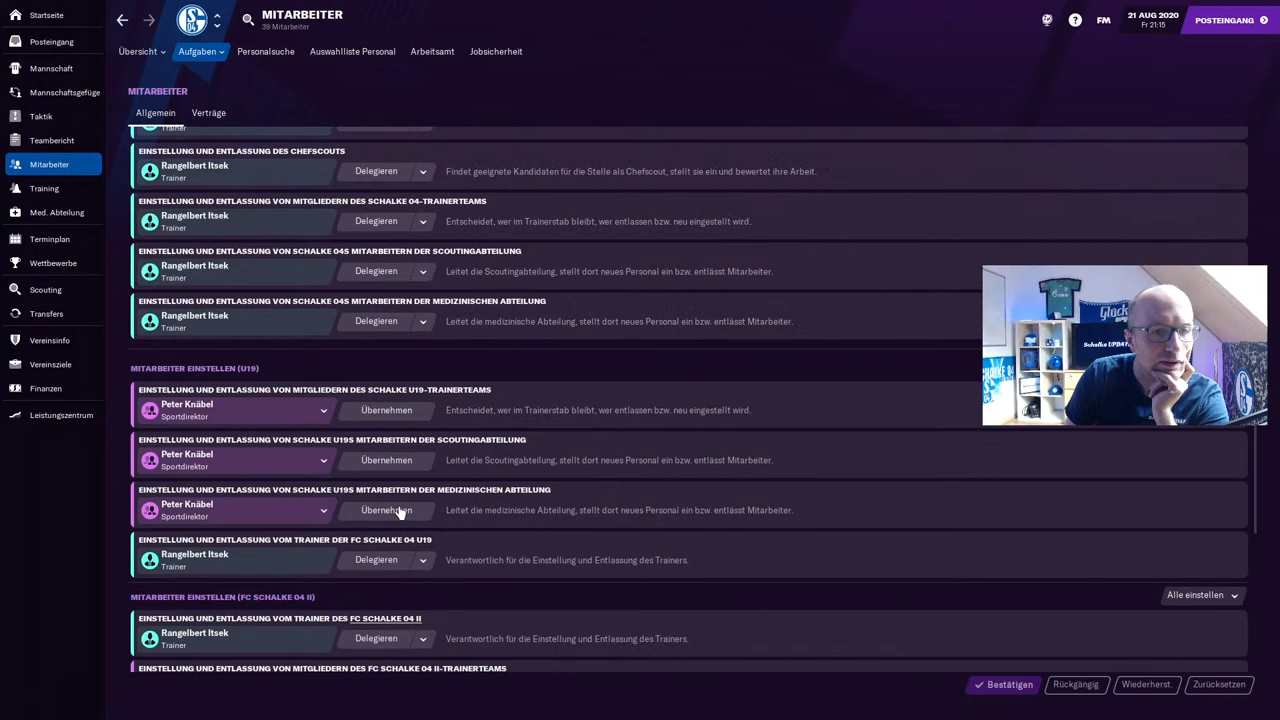 Startseite
Posteingang
Mannschaft
Mannschaftsgefüge
Taktik
Teambericht
Mitarbeiter
Training
Med. Abteilung
Terminplan
Wettbewerbe
Scouting
Transfers
Vereinsinfo
Vereinsziele
Finanzen
Leistungszentrum
MITARBEITER
39 Mitarbeiter
FM
21 AUG 2020
Fr 21:15
POSTEINGANG
Übersicht
Aufgaben
Personalsuche
Auswahlliste Personal
Arbeitsamt
Jobsicherheit
MITARBEITER
Allgemein
Verträge
Trainer
EINSTELLUNG UND ENTLASSUNG DES CHEFSCOUTS
Rangelbert Itsek
Trainer
Delegieren
Findet geeignete Kandidaten für die Stelle als Chefscout, stellt sie ein und bewertet ihre Arbeit.
EINSTELLUNG UND ENTLASSUNG VON MITGLIEDERN DES SCHALKE 04-TRAINERTEAMS
Rangelbert Itsek
Trainer
Delegieren
Entscheidet, wer im Trainerstab bleibt, wer entlassen bzw. neu eingestellt wird.
EINSTELLUNG UND ENTLASSUNG VON SCHALKE 04S MITARBEITERN DER SCOUTINGABTEILUNG
Rangelbert Itsek
Trainer
Delegieren
Leitet die Scoutingabteilung, stellt dort neues Personal ein bzw. entlässt Mitarbeiter.
EINSTELLUNG UND ENTLASSUNG VON SCHALKE 04S MITARBEITERN DER MEDIZINISCHEN ABTEILUNG
Rangelbert Itsek
Trainer
Delegieren
Leitet die medizinische Abteilung, stellt dort neues Personal ein bzw. entlässt Mitarbeiter.
MITARBEITER EINSTELLEN (U19)
EINSTELLUNG UND ENTLASSUNG VON MITGLIEDERN DES SCHALKE U19-TRAINERTEAMS
Peter Knäbel
Sportdirektor
Übernehmen
Entscheidet, wer im Trainerstab bleibt, wer entlassen bzw. neu eingestellt wird.
EINSTELLUNG UND ENTLASSUNG VON SCHALKE U19S MITARBEITERN DER SCOUTINGABTEILUNG
Peter Knäbel
Sportdirektor
Übernehmen
Leitet die Scoutingabteilung, stellt dort neues Personal ein bzw. entlässt Mitarbeiter.
EINSTELLUNG UND ENTLASSUNG VON SCHALKE U19S MITARBEITERN DER MEDIZINISCHEN ABTEILUNG
Peter Knäbel
Sportdirektor
Übernehmen
Leitet die medizinische Abteilung, stellt dort neues Personal ein bzw. entlässt Mitarbeiter.
EINSTELLUNG UND ENTLASSUNG VOM TRAINER DER FC SCHALKE 04 U19
Rangelbert Itsek
Trainer
Delegieren
Verantwortlich für die Einstellung und Entlassung des Trainers.
MITARBEITER EINSTELLEN (FC SCHALKE 04 II)
Alle einstellen
EINSTELLUNG UND ENTLASSUNG VOM TRAINER DES FC SCHALKE 04 II
Rangelbert Itsek
Trainer
Delegieren
Verantwortlich für die Einstellung und Entlassung des Trainers.
EINSTELLUNG UND ENTLASSUNG VON MITGLIEDERN DES FC SCHALKE 04 II-TRAINERTEAMS
Bestätigen
Rückgängig
Wiederherst.
Zurücksetzen